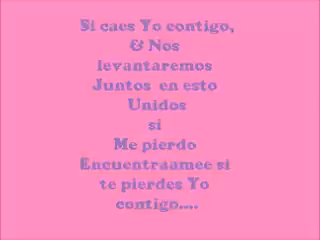 Si caes Yo contigo,
& Nos
levantaremos
Juntos en esto
Unidos
si
Me pierdo
Encuentraamee si
te pierdes Yo
contigo....